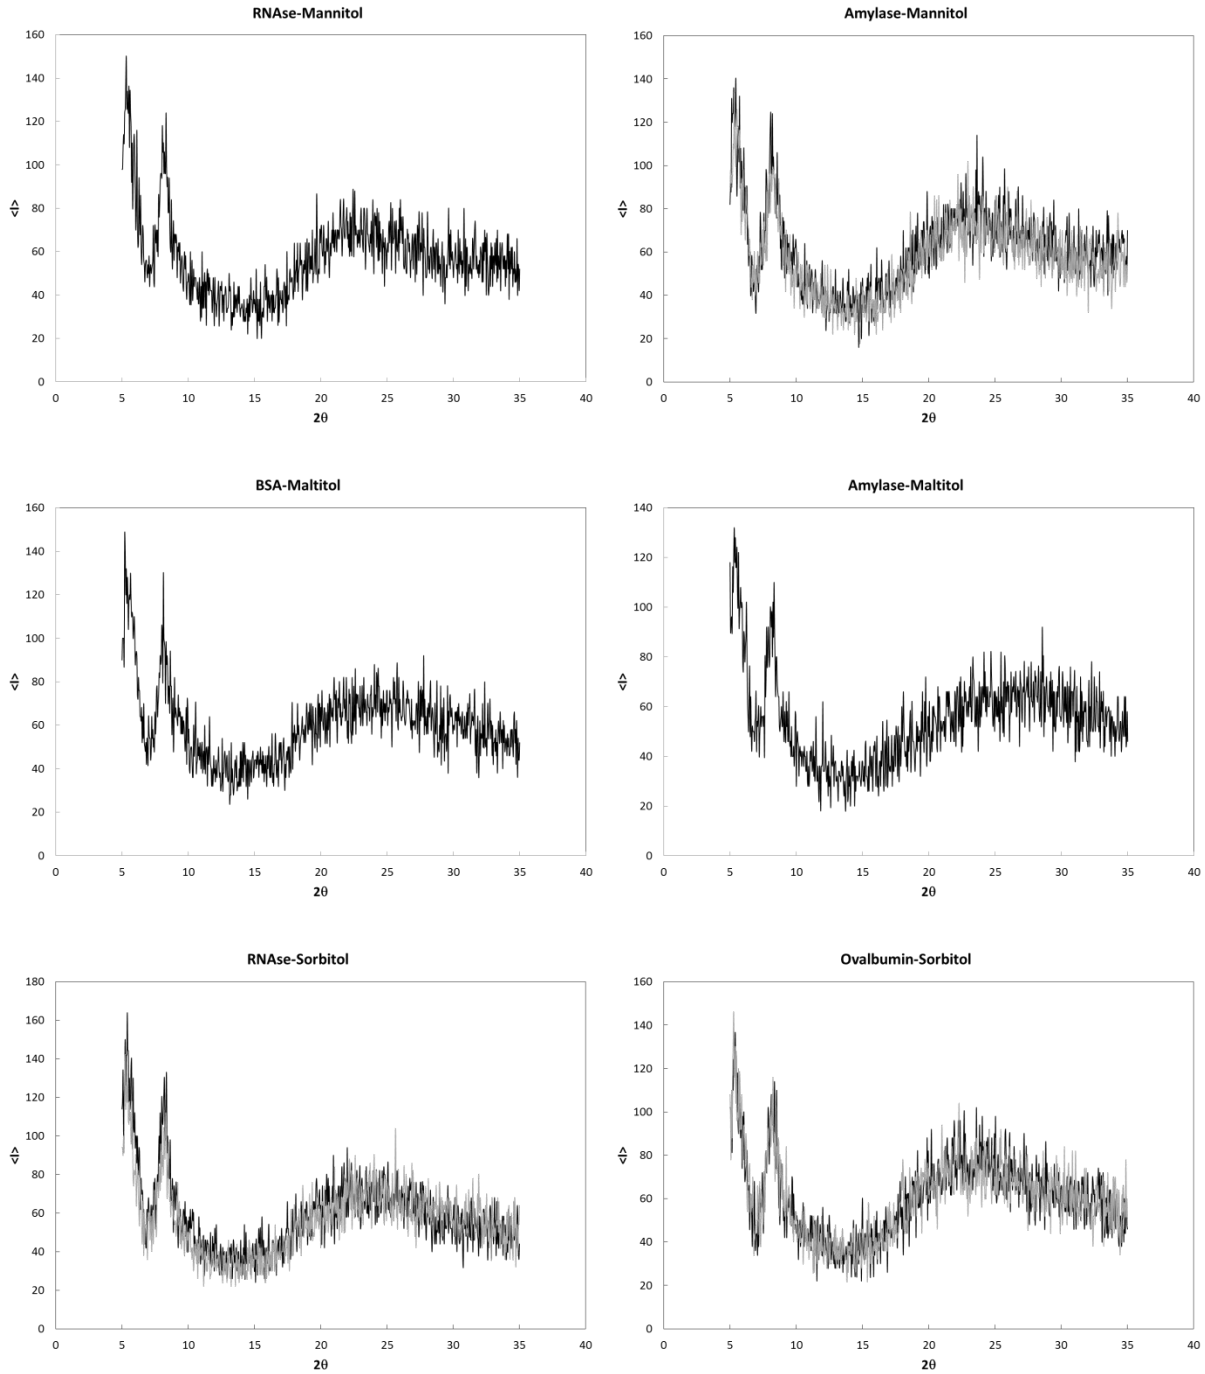 RNAse-Mannitol
160
140
120
100
80
60
40
20
0
<I>
0 5 10 15 20 25 30 35 40
2θ
Amylase-Mannitol
160
140
120
100
80
60
40
20
0
<I>
0 5 10 15 20 25 30 35 40
2θ
BSA-Maltitol
160
140
120
100
80
60
40
20
0
<I>
0 5 10 15 20 25 30 35 40
2θ
Amylase-Maltitol
140
120
100
80
60
40
20
0
<I>
0 5 10 15 20 25 30 35 40
2θ
RNAse-Sorbitol
180
160
140
120
100
80
60
40
20
0
<I>
0 5 10 15 20 25 30 35 40
2θ
Ovalbumin-Sorbitol
160
140
120
100
80
60
40
20
0
<I>
0 5 10 15 20 25 30 35 40
2θ